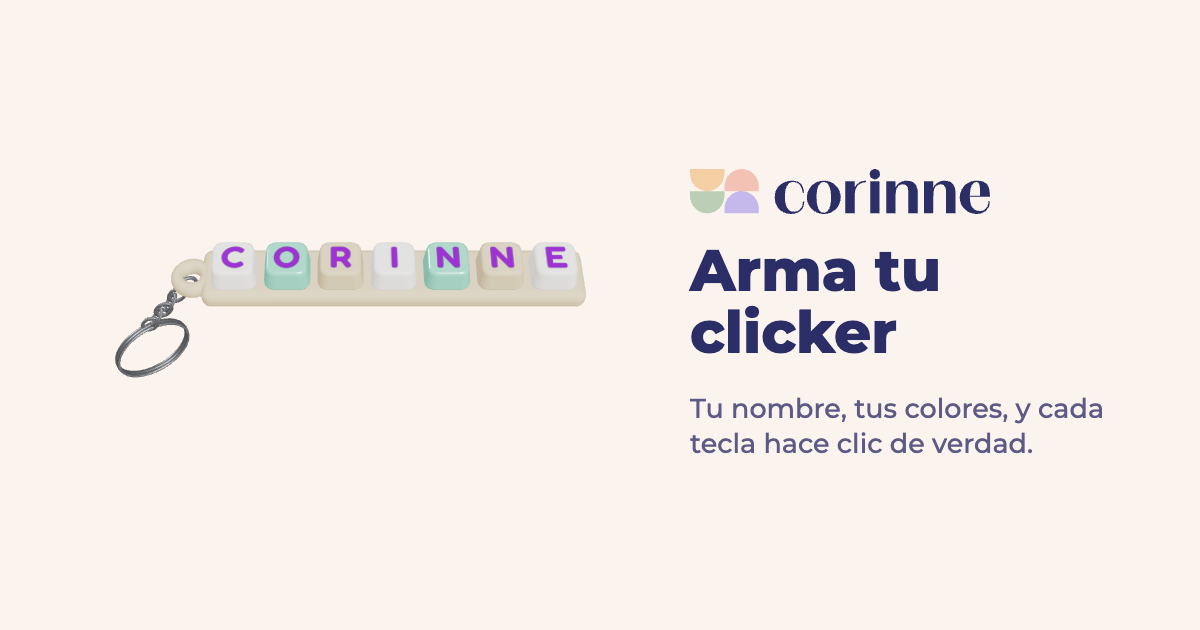 CORINNE
corinne
Arma tu
clicker
Tu nombre, tus colores, y cada
tecla hace clic de verdad.